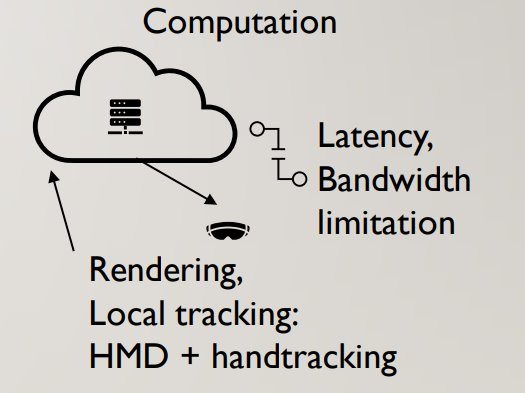 Computation
Latency,
Bandwidth
limitation
Rendering,
Local tracking:
HMD + handtracking